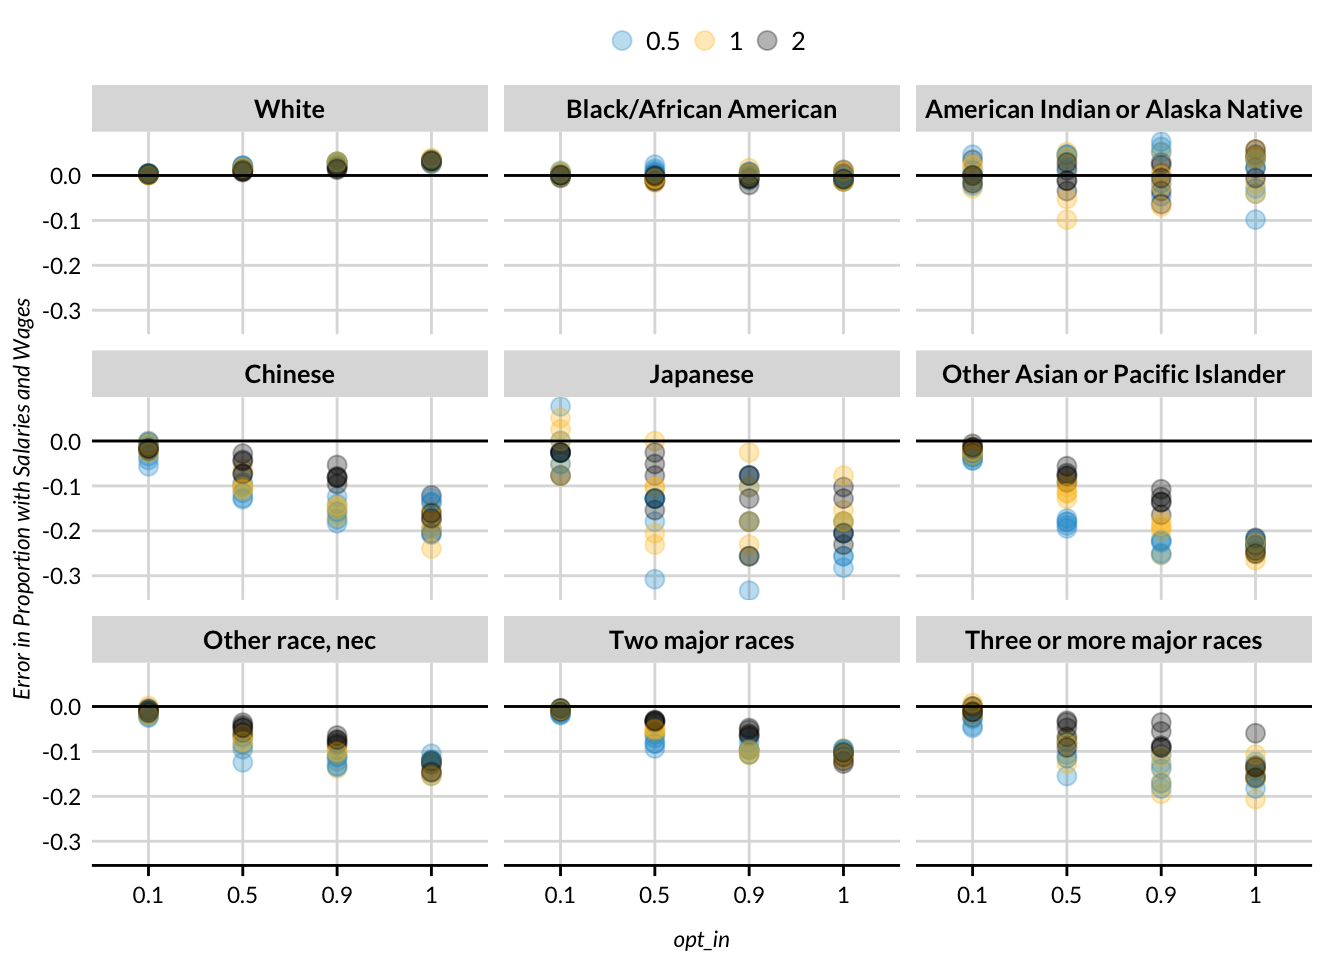 0.5 1 2
White Black/African American American Indian or Alaska Native
0.0
-0.1
-0.2
-0.3
Chinese Japanese Other Asian or Pacific Islander
0.0
-0.1
-0.2
-0.3
Other race, nec Two major races Three or more major races
0.0
-0.1
-0.2
-0.3
Error in Proportion with Salaries and Wages
0.1 0.5 0.9 1 0.1 0.5 0.9 1 0.1 0.5 0.9 1
opt_in